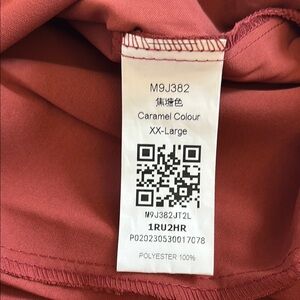 M9J382
焦糖色
Caramel Colour
XX-Large
M9J382JT2L
1RU2HR
P020230530017078
POLYESTER 100%